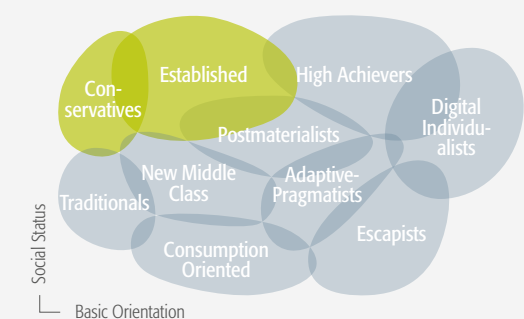 Con-
servatives
Established
High Achievers
Digital
Individu-
alists
Postmaterialists
New Middle
Class
Adaptive-
Pragmatists
Traditionals
Escapists
Consumption
Oriented
Social Status
Basic Orientation